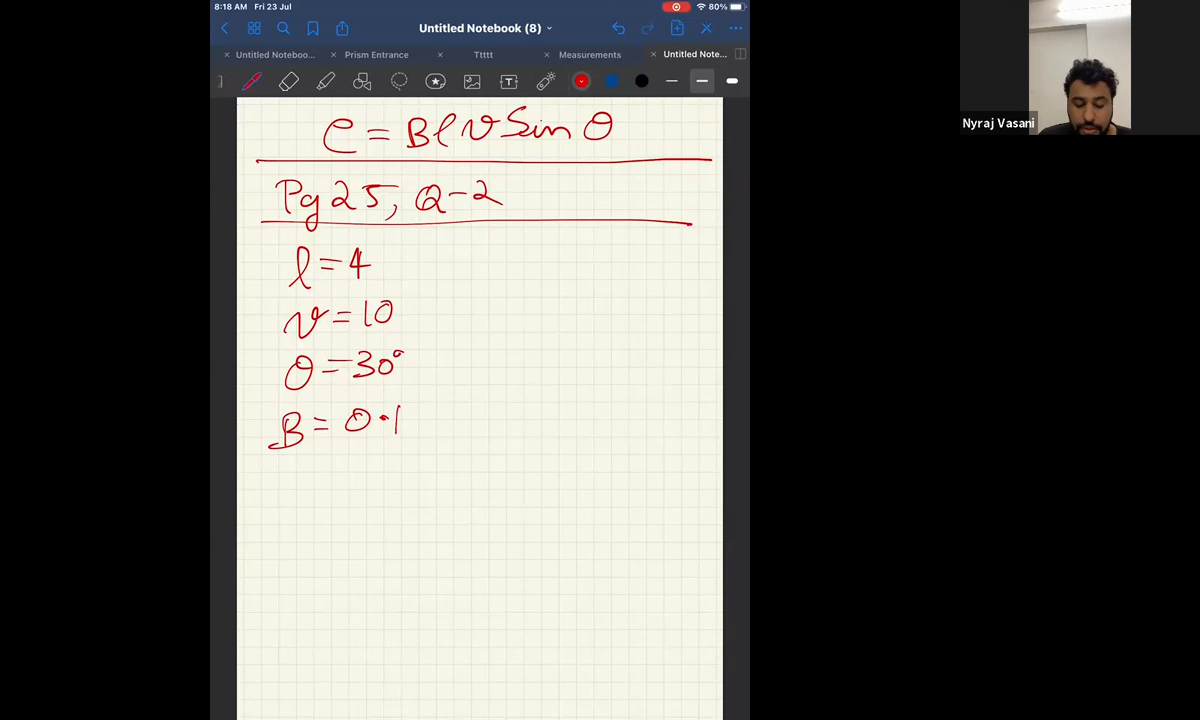 8:18 AM Fri 23 Jul
80%
Untitled Notebook (8)
Untitled Noteboo...
Prism Entrance
Ttttt
Measurements
Untitled Note...
e = Blv Sin θ
Pg 25, Q-2
l = 4
v = 10
θ = 30°
B = 0.1
Nyraj Vasani